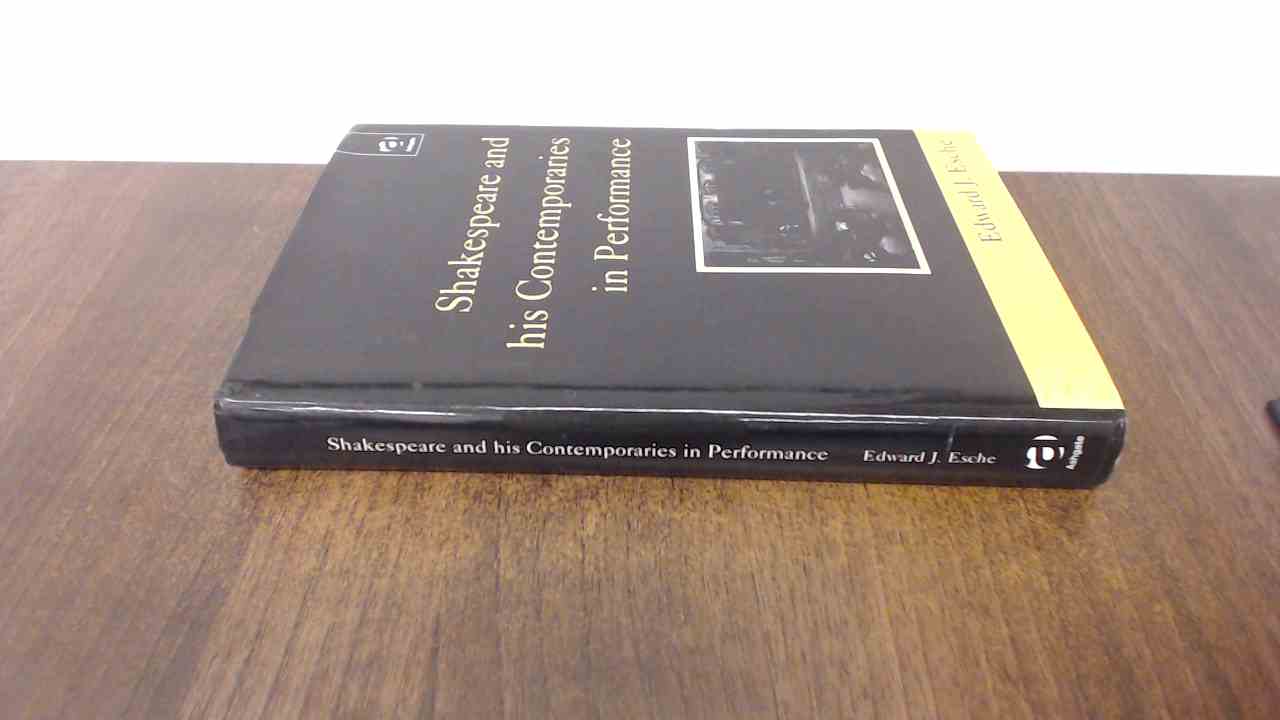 Shakespeare and
his Contemporaries
in Performance
Edward J. Esche
Shakespeare and his Contemporaries in Performance Edward J. Esche
Ashgate